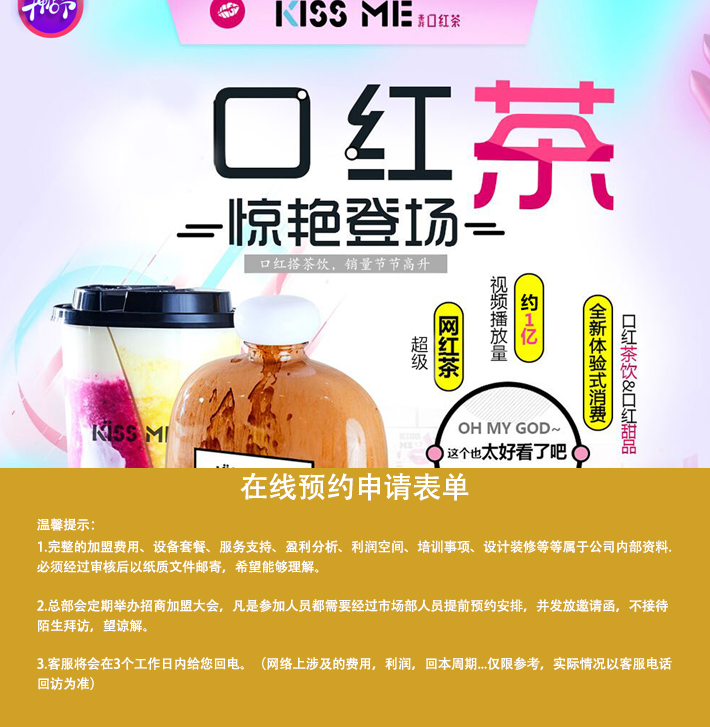 KISS ME 素匠口红茶
口红茶
惊艳登场
口红搭茶饮，销量节节高升
超级
网红茶
视频播放量
约1亿
全新体验式消费
口红茶饮&口红甜品
KISS ME
OH MY GOD~
这个也太好看了吧
在线预约申请表单
温馨提示：
1.完整的加盟费用、设备套餐、服务支持、盈利分析、利润空间、培训事项、设计装修等等属于公司内部资料.
必须经过审核后以纸质文件邮寄，希望能够理解。
2.总部会定期举办招商加盟大会，凡是参加人员都需要经过市场部人员提前预约安排，并发放邀请函，不接待
陌生拜访，望谅解。
3.客服将会在3个工作日内给您回电。（网络上涉及的费用，利润，回本周期...仅限参考，实际情况以客服电话
回访为准）